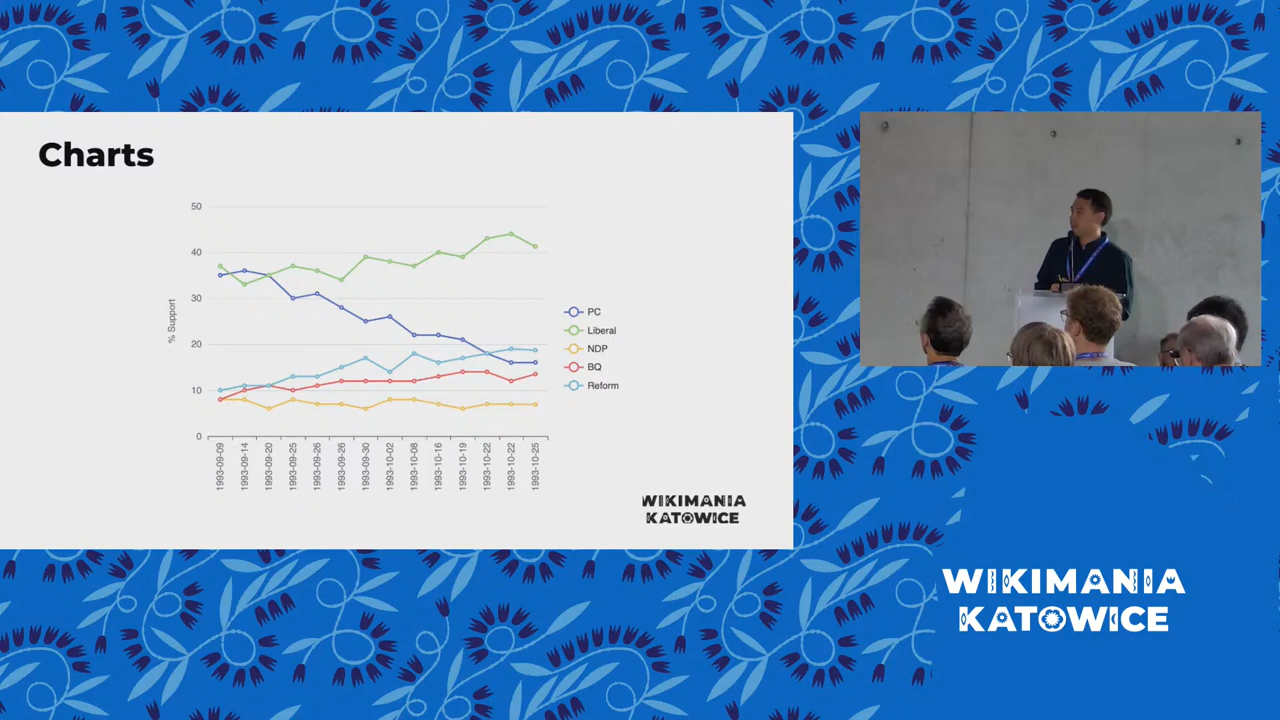 Charts
50
40
30
20
10
0
% Support
1993-09-09
1993-09-14
1993-09-20
1993-09-25
1993-09-26
1993-09-26
1993-09-30
1993-10-02
1993-10-08
1993-10-16
1993-10-19
1993-10-22
1993-10-22
1993-10-25
PC
Liberal
NDP
BQ
Reform
WIKIMANIA
KATOWICE
WIKIMANIA
KATOWICE